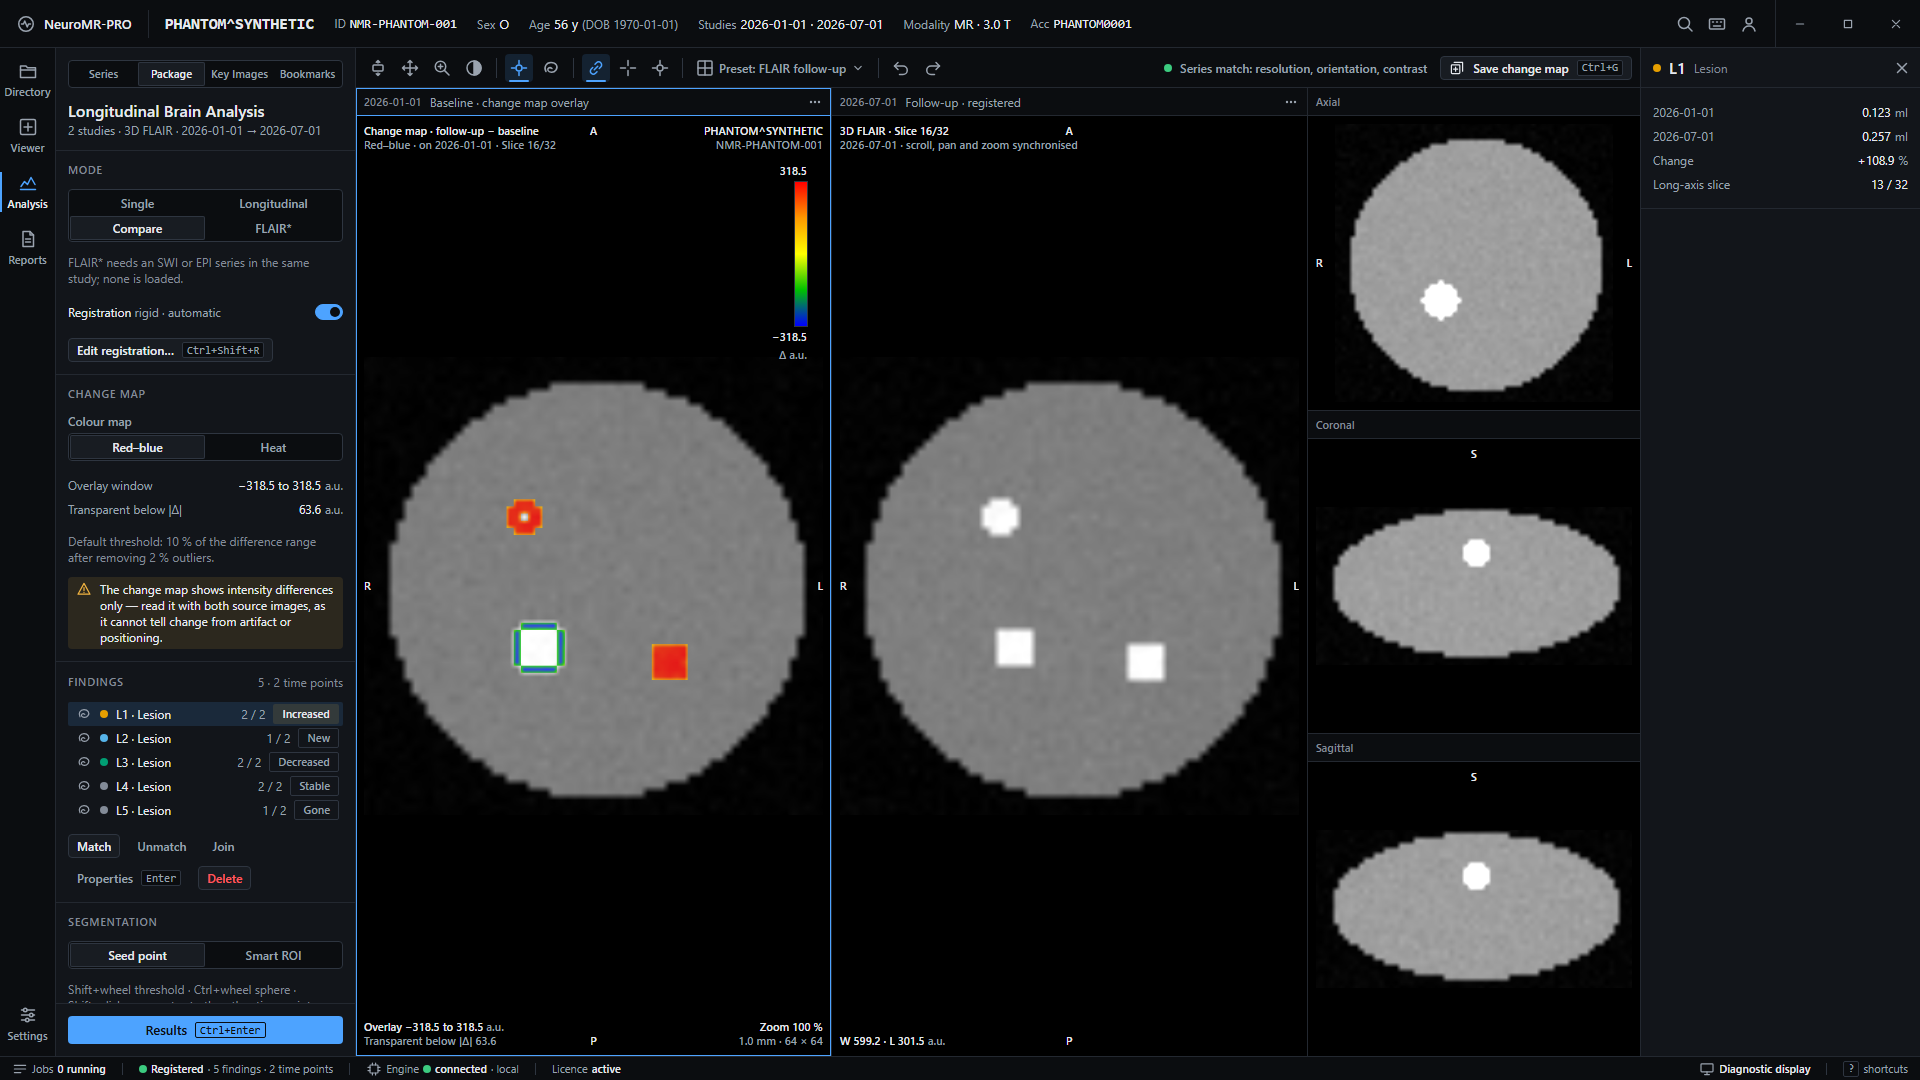 NeuroMR-PRO
PHANTOM^SYNTHETIC
ID NMR-PHANTOM-001
Sex O
Age 56 y (DOB 1970-01-01)
Studies 2026-01-01 · 2026-07-01
Modality MR · 3.0 T
Acc PHANTOM0001
Directory
Viewer
Analysis
Reports
Settings
Series
Package
Key Images
Bookmarks
Longitudinal Brain Analysis
2 studies · 3D FLAIR · 2026-01-01 → 2026-07-01
MODE
Single
Longitudinal
Compare
FLAIR*
FLAIR* needs an SWI or EPI series in the same
study; none is loaded.
Registration rigid · automatic
Edit registration... Ctrl+Shift+R
CHANGE MAP
Colour map
Red–blue
Heat
Overlay window −318.5 to 318.5 a.u.
Transparent below |Δ| 63.6 a.u.
Default threshold: 10 % of the difference range
after removing 2 % outliers.
The change map shows intensity differences
only — read it with both source images, as
it cannot tell change from artifact or
positioning.
FINDINGS 5 · 2 time points
L1 · Lesion 2 / 2 Increased
L2 · Lesion 1 / 2 New
L3 · Lesion 2 / 2 Decreased
L4 · Lesion 2 / 2 Stable
L5 · Lesion 1 / 2 Gone
Match
Unmatch
Join
Properties Enter
Delete
SEGMENTATION
Seed point
Smart ROI
Shift+wheel threshold · Ctrl+wheel sphere ·
Results Ctrl+Enter
Preset: FLAIR follow-up
Series match: resolution, orientation, contrast
Save change map Ctrl+G
2026-01-01 Baseline · change map overlay
Change map · follow-up − baseline
Red–blue · on 2026-01-01 · Slice 16/32
A
PHANTOM^SYNTHETIC
NMR-PHANTOM-001
318.5
−318.5
Δ a.u.
R
L
Overlay −318.5 to 318.5 a.u.
Transparent below |Δ| 63.6
P
Zoom 100 %
1.0 mm · 64 × 64
2026-07-01 Follow-up · registered
3D FLAIR · Slice 16/32
2026-07-01 · scroll, pan and zoom synchronised
A
R
L
W 599.2 · L 301.5 a.u.
P
Axial
R
L
Coronal
S
Sagittal
S
L1 Lesion
2026-01-01 0.123 ml
2026-07-01 0.257 ml
Change +108.9 %
Long-axis slice 13 / 32
Jobs 0 running
Registered · 5 findings · 2 time points
Engine connected · local
Licence active
Diagnostic display
? shortcuts